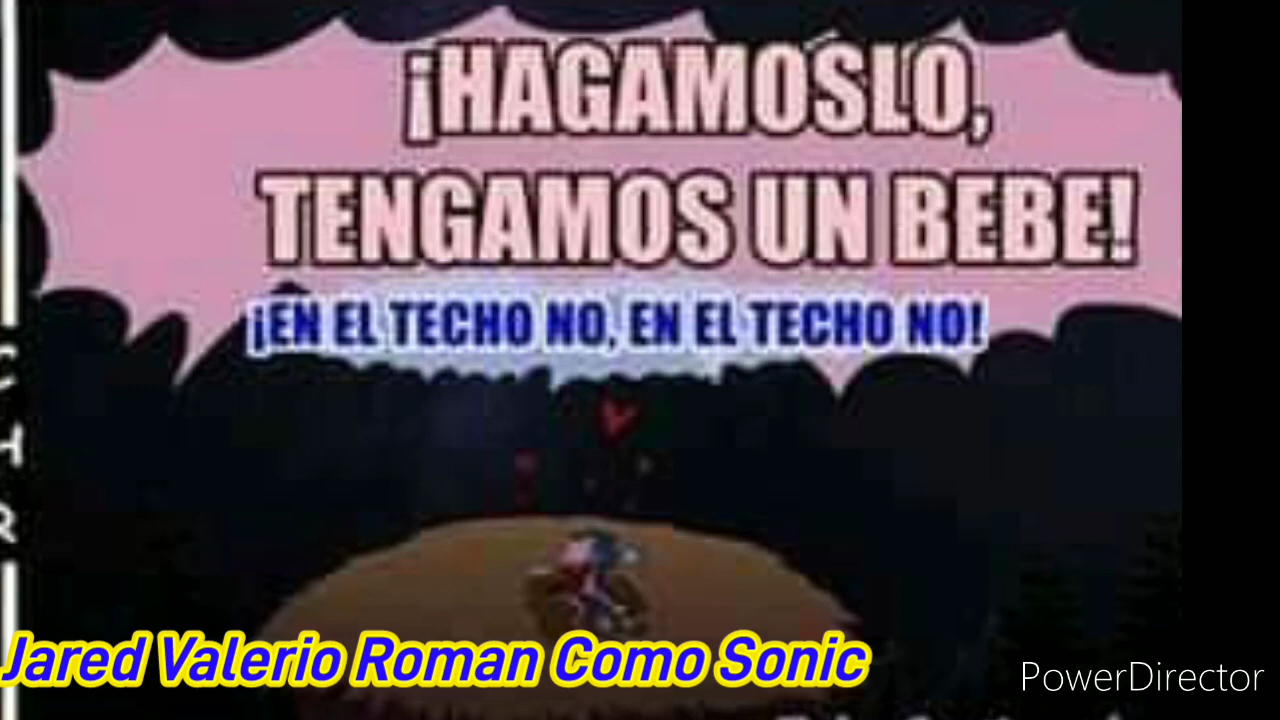 ¡HAGAMOSLO,
TENGAMOS UN BEBE!
¡EN EL TECHO NO, EN EL TECHO NO!
C
H
R
Jared Valerio Roman Como Sonic
PowerDirector